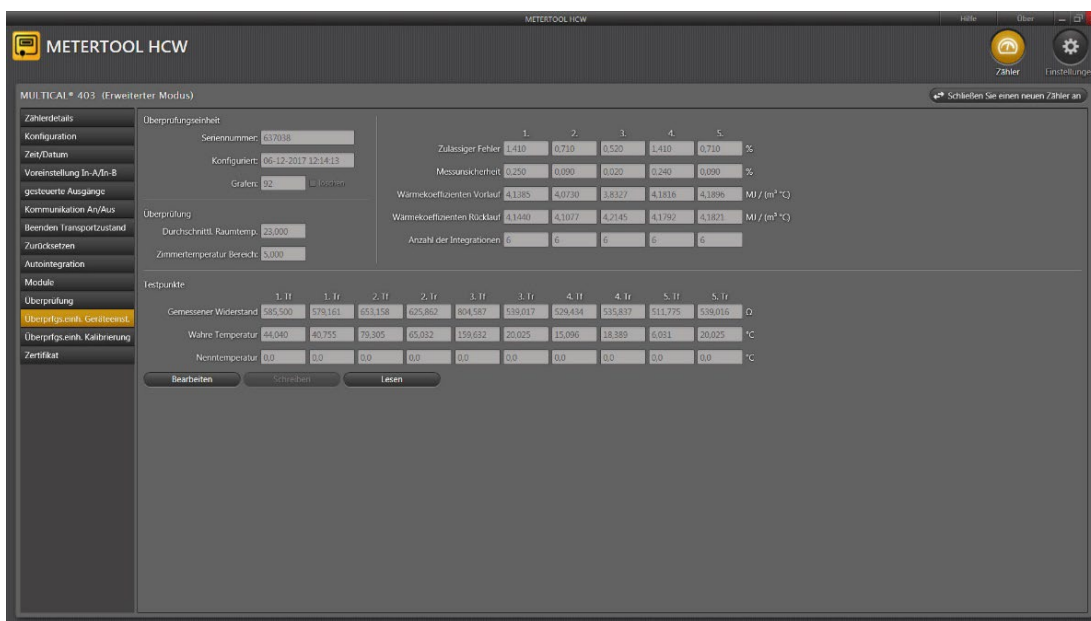 METERTOOL HCW
Hilfe
Über
METERTOOL HCW
Zähler
Einstellunge
MULTICAL® 403 (Erweiterter Modus)
Schließen Sie einen neuen Zähler an
Zählerdetails
Konfiguration
Zeit/Datum
Voreinstellung In-A/In-B
gesteuerte Ausgänge
Kommunikation An/Aus
Beenden Transportzustand
Zurücksetzen
Autointegration
Module
Überprüfung
Überprfgs.einh. Geräteeinst.
Überprfgs.einh. Kalibrierung
Zertifikat
Überprüfungseinheit
Seriennummer: 637038
Konfiguriert: 06-12-2017 12:14:13
Grafen: 92 löschen
Überprüfung
Durchschnittl. Raumtemp. 23,000
Zimmertemperatur Bereich: 5,000
1. 2. 3. 4. 5.
Zulässiger Fehler 1,410 0,710 0,520 1,410 0,710 %
Messunsicherheit 0,250 0,090 0,020 0,240 0,090 %
Wärmekoeffizienten Vorlauf 4,1385 4,0730 3,8327 4,1816 4,1896 MJ / (m³ °C)
Wärmekoeffizienten Rücklauf 4,1440 4,1077 4,2145 4,1792 4,1821 MJ / (m³ °C)
Anzahl der Integrationen 6 6 6 6 6
Testpunkte
1. Tf 1. Tr 2. Tf 2. Tr 3. Tf 3. Tr 4. Tf 4. Tr 5. Tf 5. Tr
Gemessener Widerstand 585,500 579,161 653,158 625,862 804,587 539,017 529,434 535,837 511,775 539,016 Ω
Wahre Temperatur 44,040 40,755 79,305 65,032 159,632 20,025 15,096 18,389 6,031 20,025 °C
Nenntemperatur 0,0 0,0 0,0 0,0 0,0 0,0 0,0 0,0 0,0 0,0 °C
Bearbeiten
Schreiben
Lesen